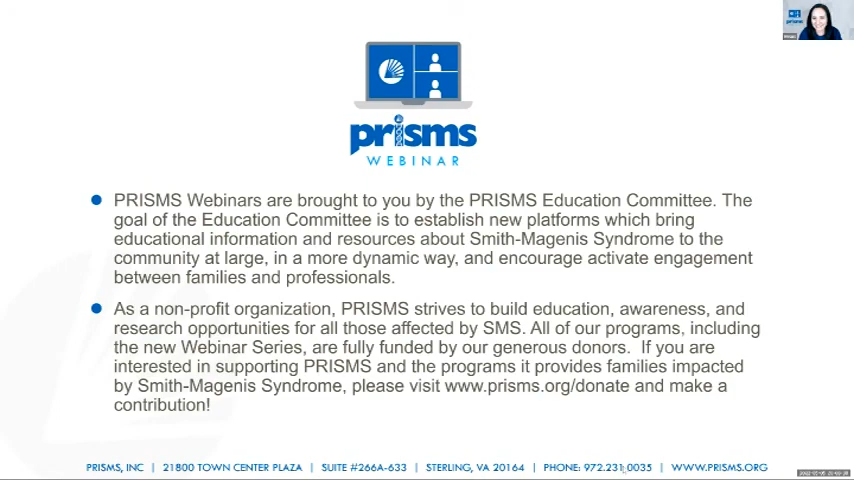 prisms
WEBINAR
PRISMS Webinars are brought to you by the PRISMS Education Committee. The
goal of the Education Committee is to establish new platforms which bring
educational information and resources about Smith-Magenis Syndrome to the
community at large, in a more dynamic way, and encourage activate engagement
between families and professionals.
As a non-profit organization, PRISMS strives to build education, awareness, and
research opportunities for all those affected by SMS. All of our programs, including
the new Webinar Series, are fully funded by our generous donors. If you are
interested in supporting PRISMS and the programs it provides families impacted
by Smith-Magenis Syndrome, please visit www.prisms.org/donate and make a
contribution!
PRISMS, INC | 21800 TOWN CENTER PLAZA | SUITE #266A-633 | STERLING, VA 20164 | PHONE: 972.231.0035 | WWW.PRISMS.ORG